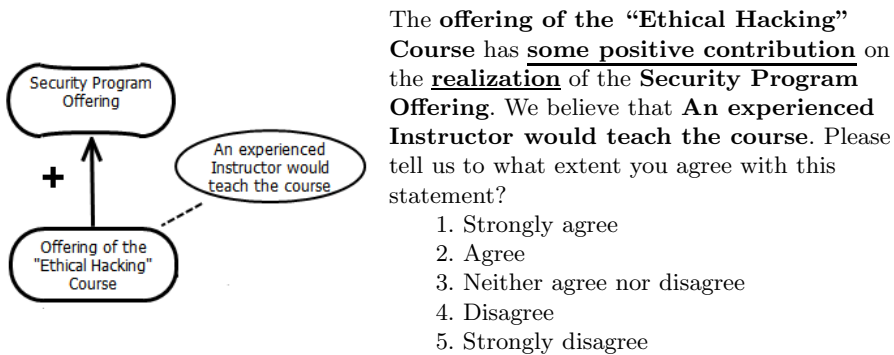 Security Program
Offering
+
An experienced
Instructor would
teach the course
Offering of the
"Ethical Hacking"
Course
The offering of the “Ethical Hacking”
Course has some positive contribution on
the realization of the Security Program
Offering. We believe that An experienced
Instructor would teach the course. Please
tell us to what extent you agree with this
statement?
1. Strongly agree
2. Agree
3. Neither agree nor disagree
4. Disagree
5. Strongly disagree